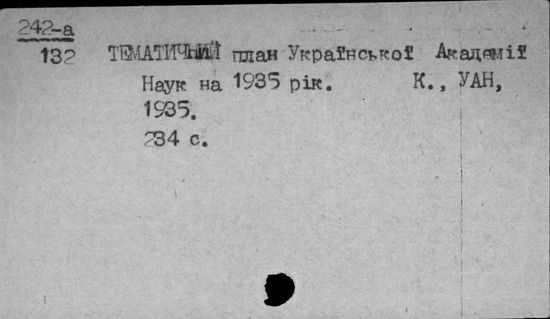 242-а
132 ТЕМАТИЧНИЙ план Української Академії
Наук на 1935 рік. К., УАН,
1935.
234 с.